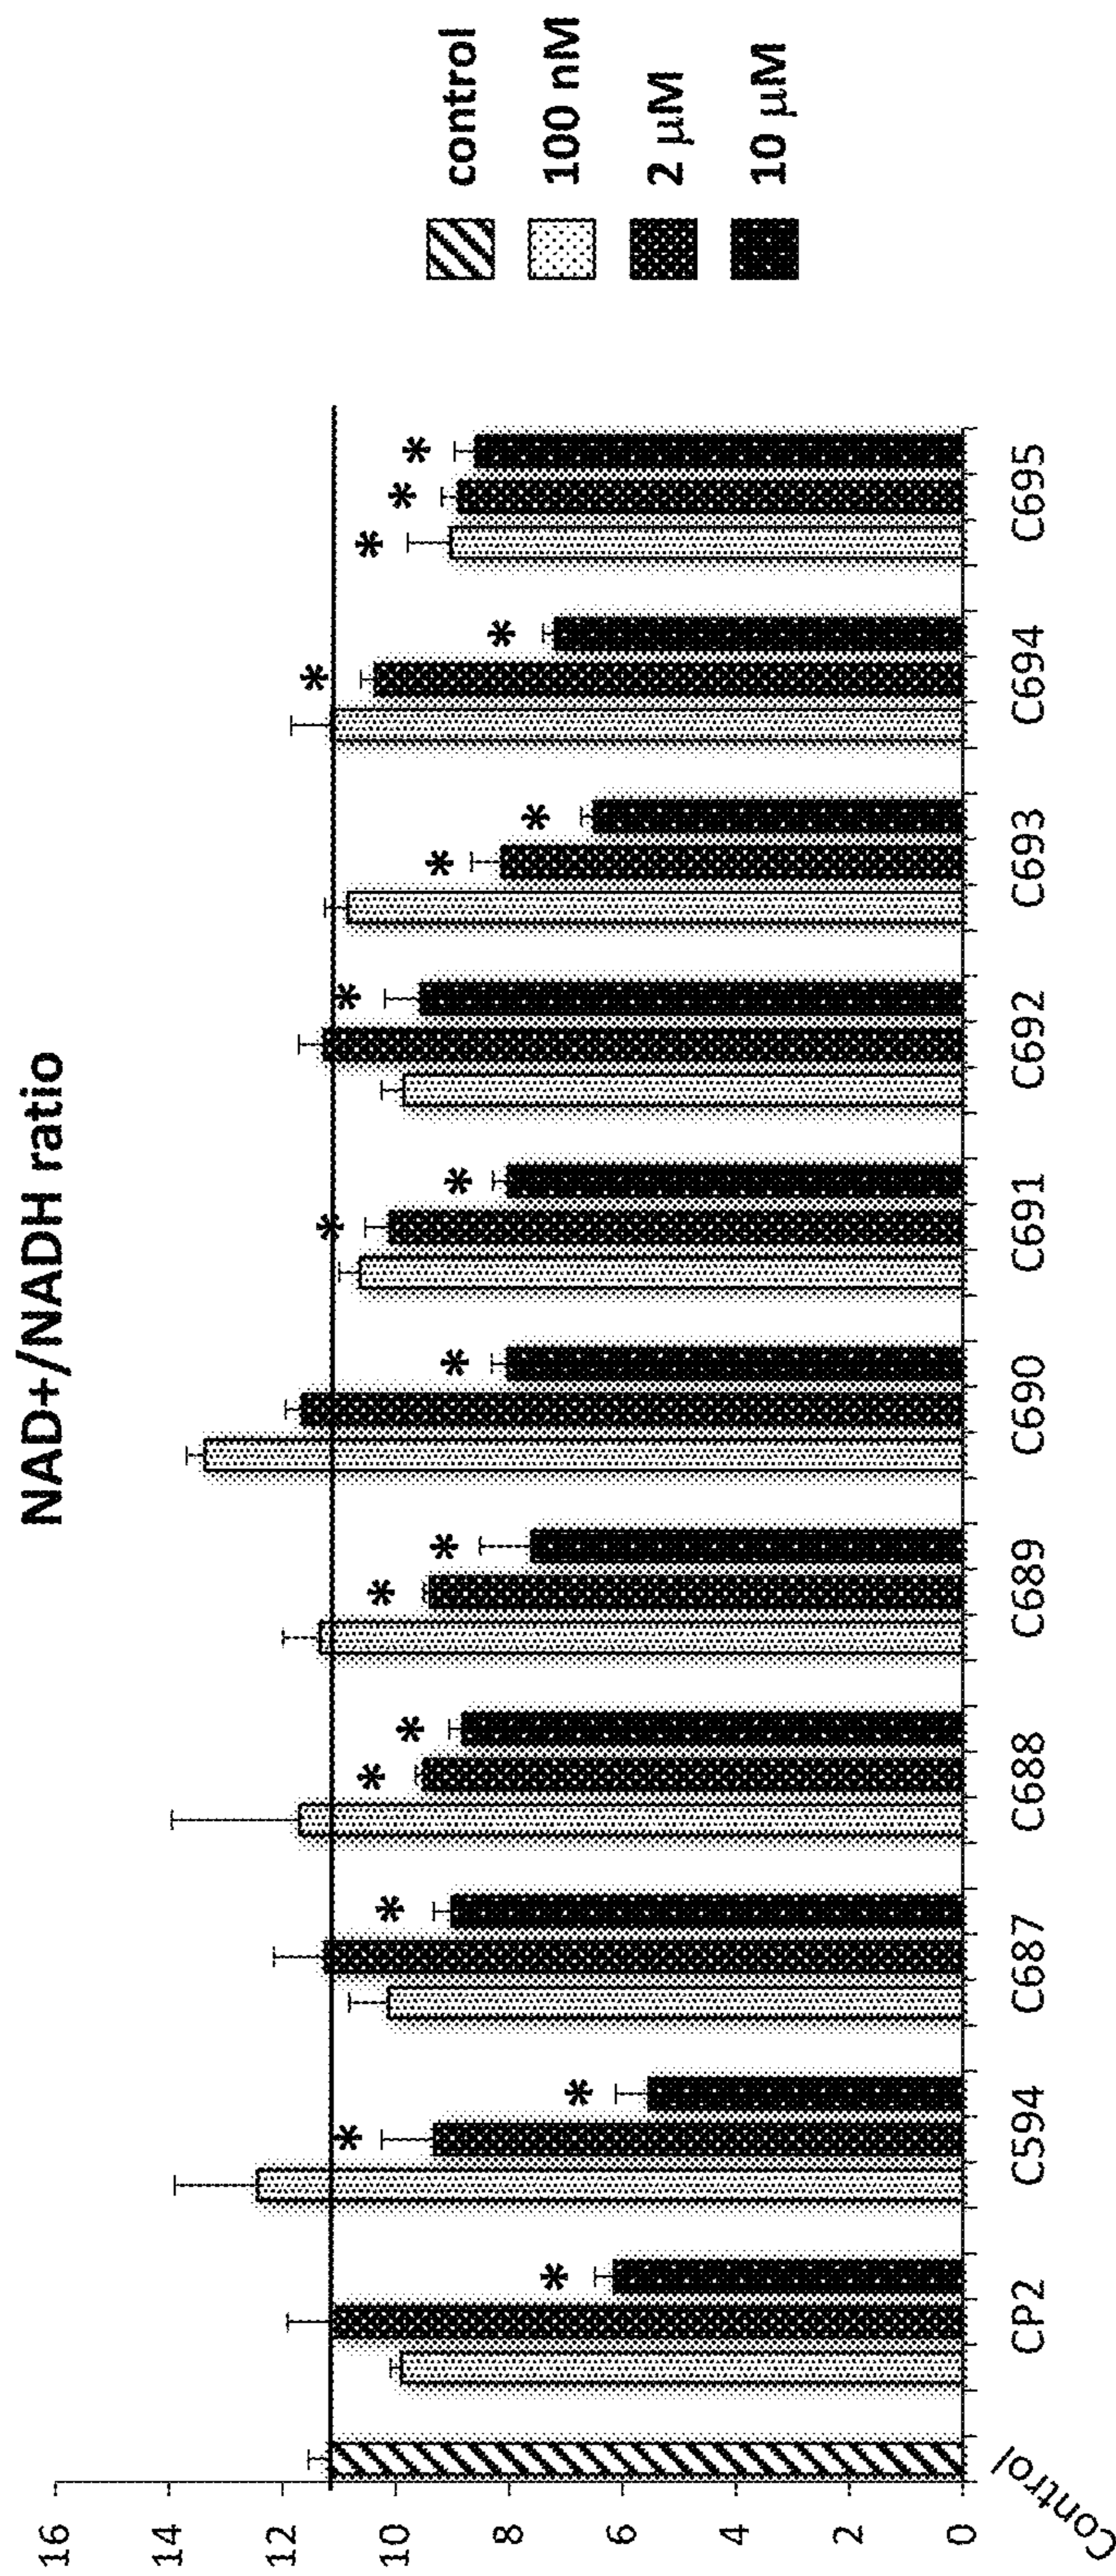 NAD+/NADH ratio
16
14
12
10
8
6
4
2
0
* * * * * * * * * * * * * * * * * * *
Control CP2 C594 C687 C688 C689 C690 C691 C692 C693 C694 C695
control
100 nM
2 μM
10 μM